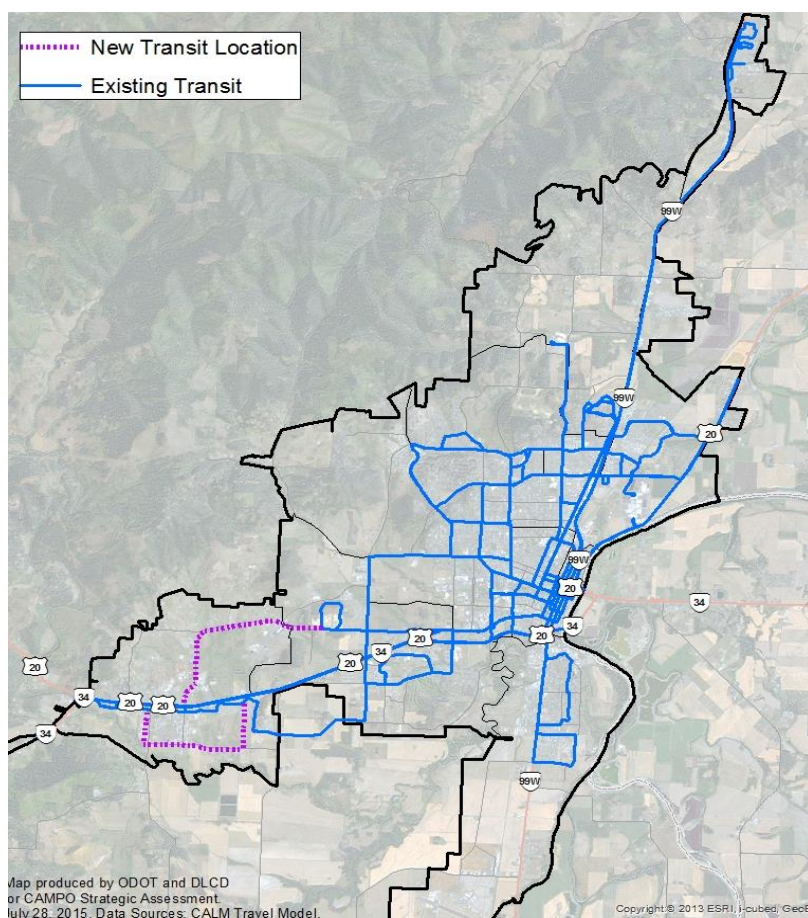 New Transit Location
Existing Transit
99W
99W
20
99W
20
34
34
20
20
34
20
20
34
20
20
34
99W
Map produced by ODOT and DLCD
or CAMPO Strategic Assessment.
July 28, 2015. Data Sources: CALM Travel Model.
Copyright:© 2013 ESRI, i-cubed,